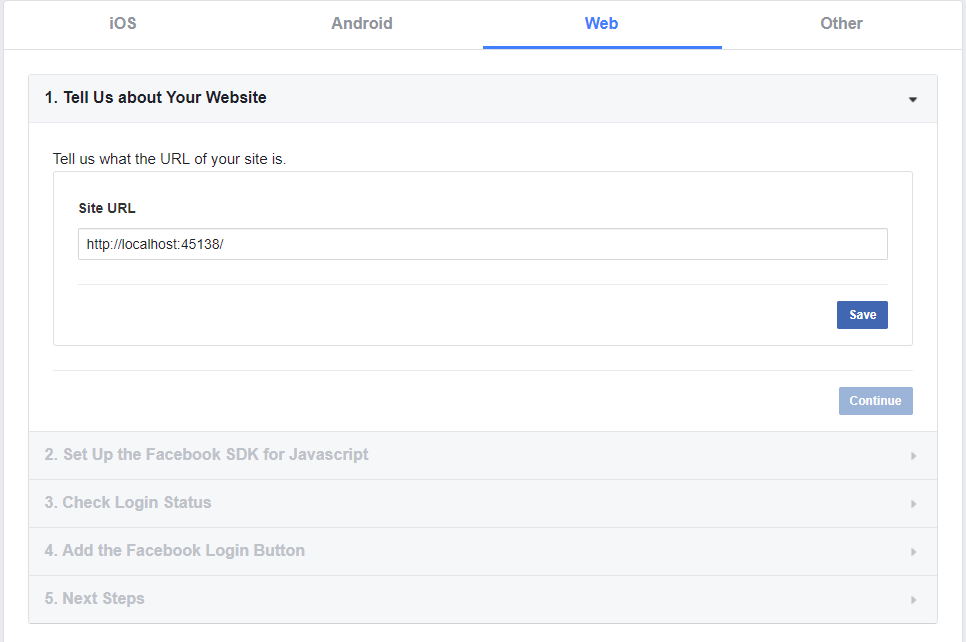 iOS
Android
Web
Other
1. Tell Us about Your Website
Tell us what the URL of your site is.
Site URL
http://localhost:45138/
Save
Continue
2. Set Up the Facebook SDK for Javascript
3. Check Login Status
4. Add the Facebook Login Button
5. Next Steps